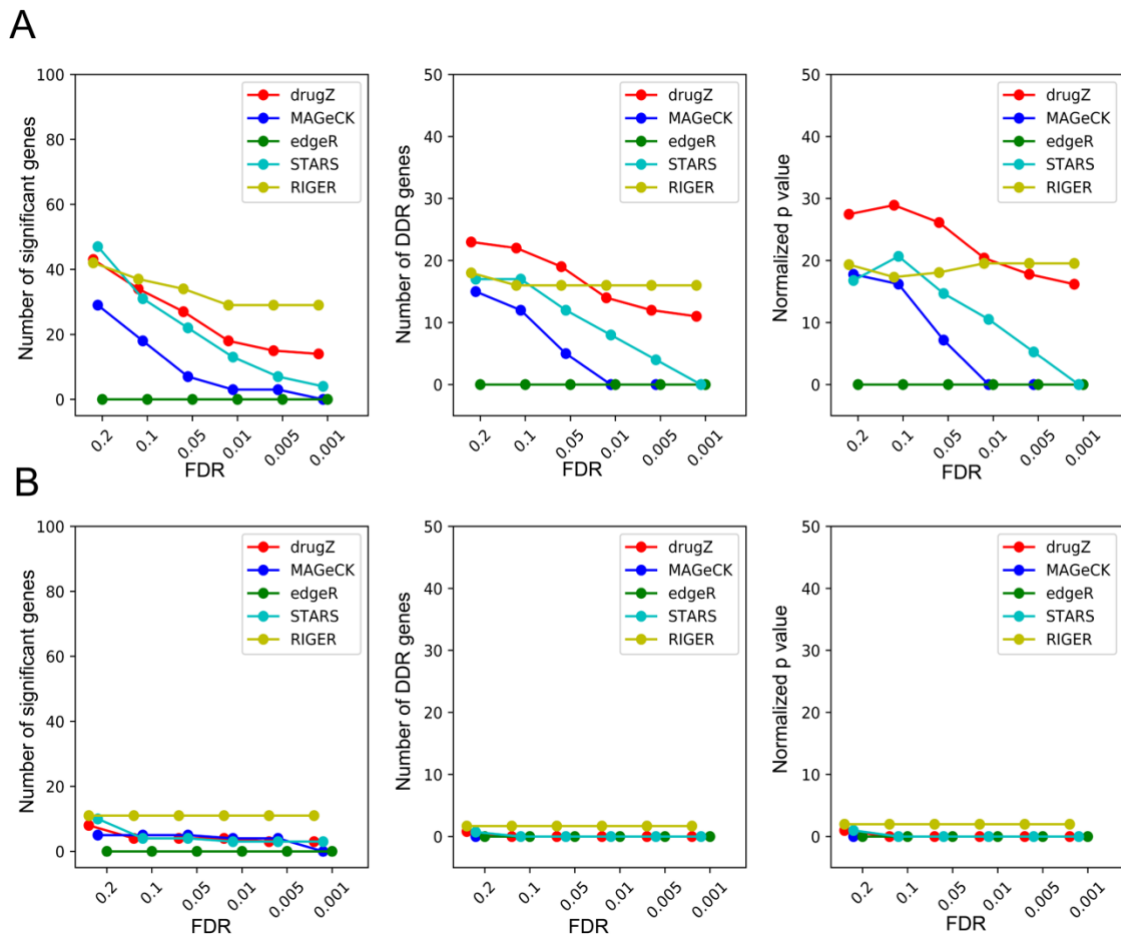 A
Number of significant genes
100
80
60
40
20
0
drugZ
MAGeCK
edgeR
STARS
RIGER
0.2
0.1
0.05
0.01
0.005
0.001
FDR
Number of DDR genes
50
40
30
20
10
0
drugZ
MAGeCK
edgeR
STARS
RIGER
0.2
0.1
0.05
0.01
0.005
0.001
FDR
Normalized p value
50
40
30
20
10
0
drugZ
MAGeCK
edgeR
STARS
RIGER
0.2
0.1
0.05
0.01
0.005
0.001
FDR
B
Number of significant genes
100
80
60
40
20
0
drugZ
MAGeCK
edgeR
STARS
RIGER
0.2
0.1
0.05
0.01
0.005
0.001
FDR
Number of DDR genes
50
40
30
20
10
0
drugZ
MAGeCK
edgeR
STARS
RIGER
0.2
0.1
0.05
0.01
0.005
0.001
FDR
Normalized p value
50
40
30
20
10
0
drugZ
MAGeCK
edgeR
STARS
RIGER
0.2
0.1
0.05
0.01
0.005
0.001
FDR